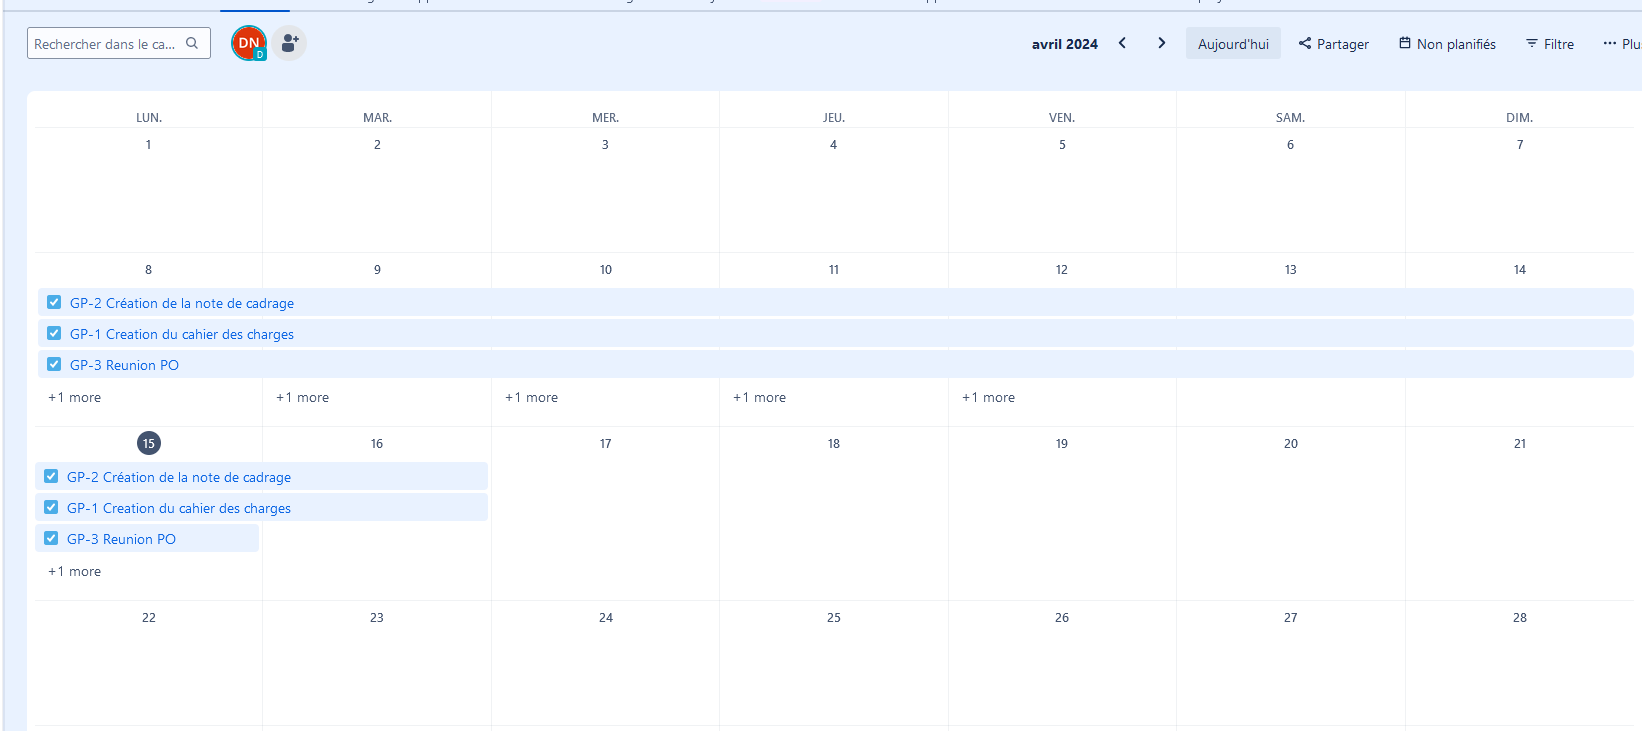 Rechercher dans le ca...
DN
D
avril 2024
Aujourd'hui
Partager
Non planifiés
Filtre
LUN. MAR. MER. JEU. VEN. SAM. DIM.
1 2 3 4 5 6 7
8 9 10 11 12 13 14
GP-2 Création de la note de cadrage
GP-1 Creation du cahier des charges
GP-3 Reunion PO
+1 more +1 more +1 more +1 more +1 more
15 16 17 18 19 20 21
GP-2 Création de la note de cadrage
GP-1 Creation du cahier des charges
GP-3 Reunion PO
+1 more
22 23 24 25 26 27 28